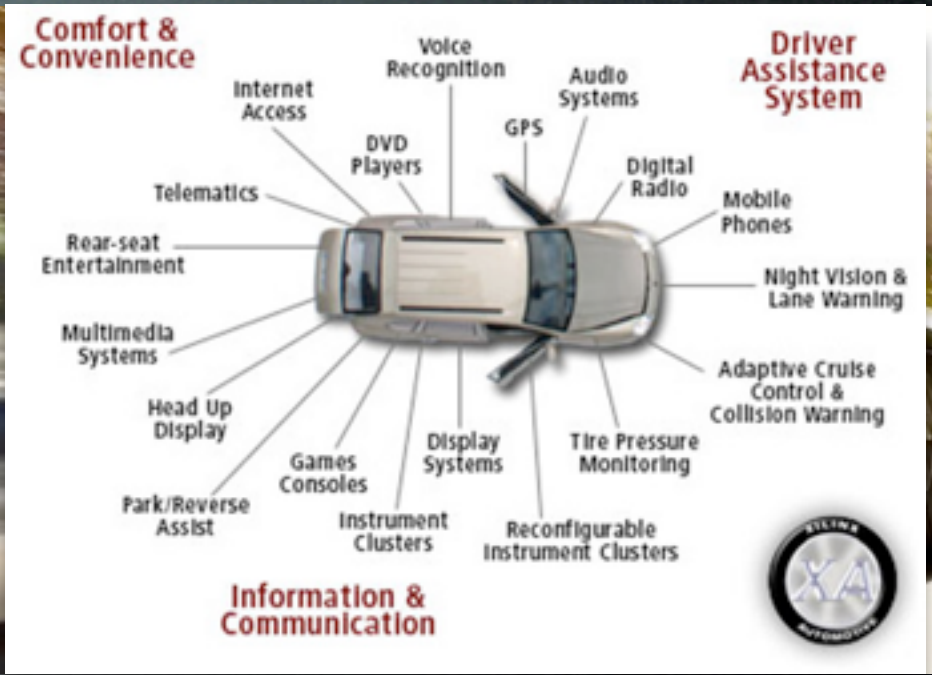 Comfort &
Convenience
Voice
Recognition
Driver
Assistance
System
Internet
Access
Audio
Systems
GPS
DVD
Players
Digital
Radio
Telematics
Mobile
Phones
Rear-seat
Entertainment
Night Vision &
Lane Warning
Multimedia
Systems
Adaptive Cruise
Control &
Collision Warning
Head Up
Display
Display
Systems
Tire Pressure
Monitoring
Games
Consoles
Park/Reverse
Assist
Instrument
Clusters
Reconfigurable
Instrument Clusters
Information &
Communication
XILINX
XA
AUTOMOTIVE